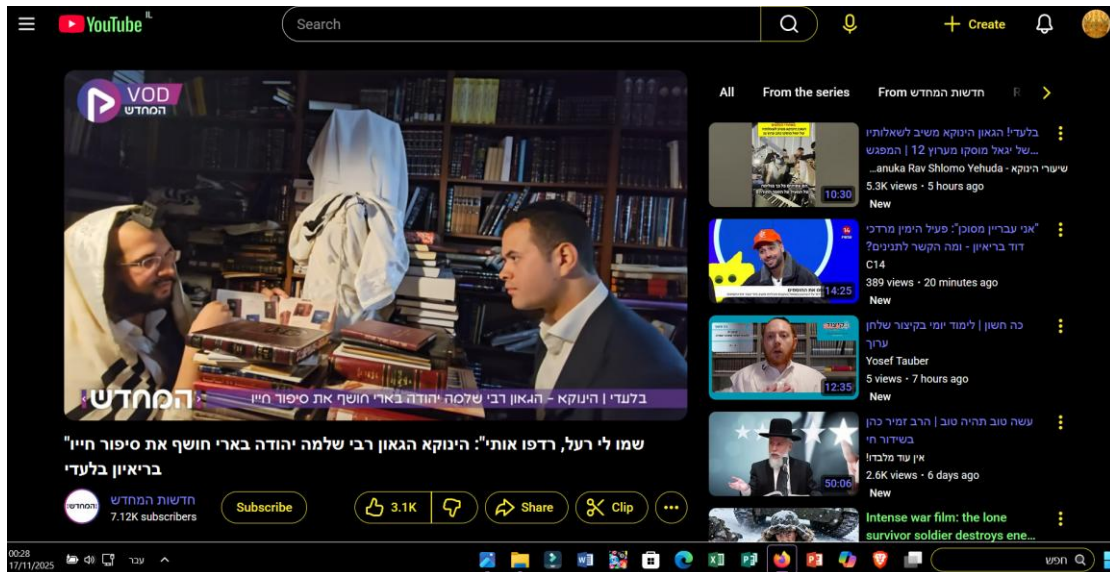 YouTube IL
Search
Create
VOD
המחדש
המחדש
בלעדי | הינוקא - הגאון רבי שלמה יהודה בארי חושף את סיפור חייו
"שמו לי רעל, רדפו אותי": הינוקא הגאון רבי שלמה יהודה בארי חושף את סיפור חייו
בריאיון בלעדי
חדשות המחדש
7.12K subscribers
Subscribe
3.1K
Share
Clip
All
From the series
From חדשות המחדש
בלעדי! הגאון הינוקא משיב לשאלותיו
של יגאל מוסקו מערוץ 12 | המפגש...
שיעורי הינוקא - anuka Rav Shlomo Yehuda...
5.3K views • 5 hours ago
New
10:30
"אני עבריין מסוכן": פעיל הימין מרדכי
דוד בריאיון - ומה הקשר לתנינים?
C14
389 views • 20 minutes ago
New
14:25
כה חשון | לימוד יומי בקיצור שלחן
ערוך
Yosef Tauber
5 views • 7 hours ago
New
12:35
עשה טוב תהיה טוב | הרב זמיר כהן
בשידור חי
אין עוד מלבדו!
2.6K views • 6 days ago
New
50:06
Intense war film: the lone
survivor soldier destroys ene...
00:28
17/11/2025
עבר
חפש